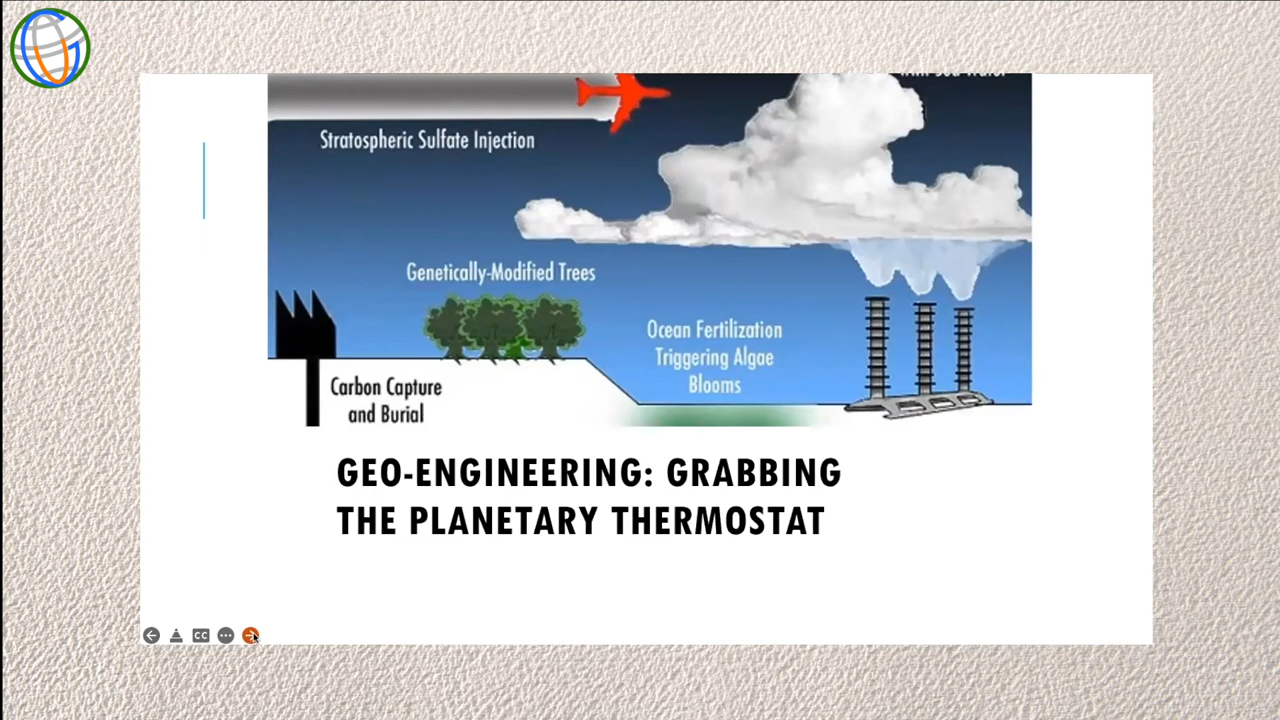 Stratospheric Sulfate Injection
Genetically-Modified Trees
Ocean Fertilization
Triggering Algae
Blooms
Carbon Capture
and Burial
GEO-ENGINEERING: GRABBING
THE PLANETARY THERMOSTAT
CC